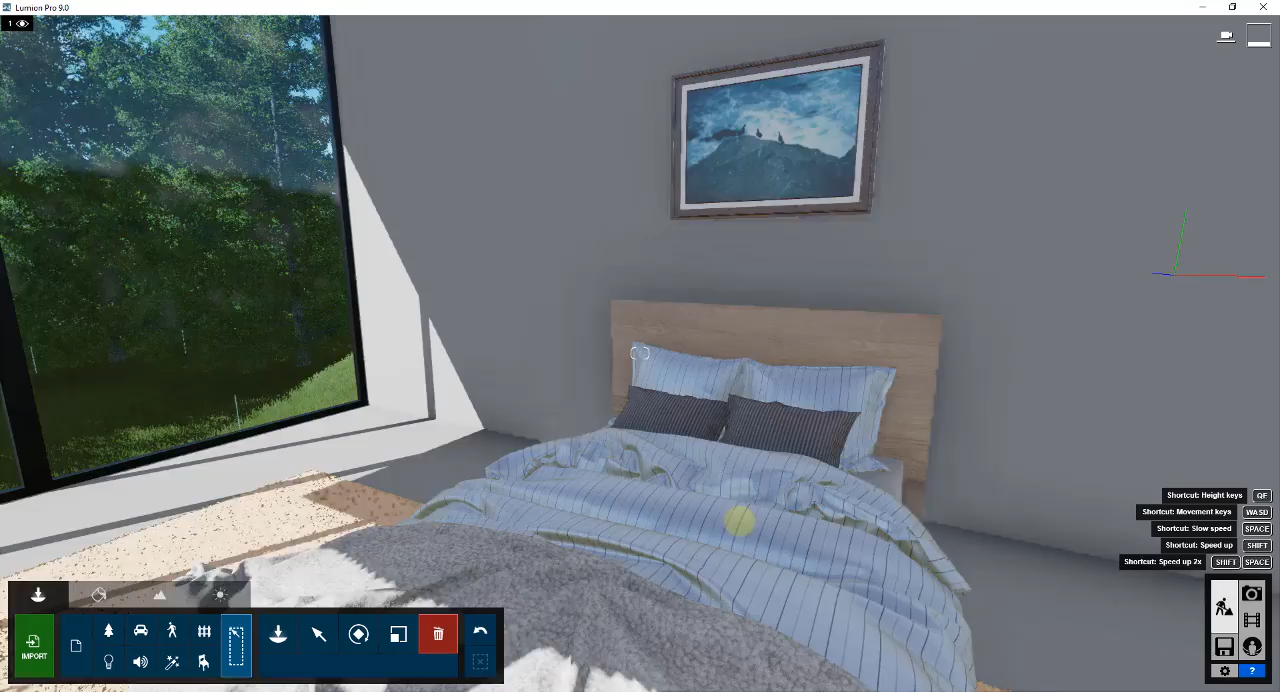 Lumion Pro 9.0
1
Shortcut: Height keys QF
Shortcut: Movement keys WASD
Shortcut: Slow speed SPACE
Shortcut: Speed up SHIFT
Shortcut: Speed up 2x SHIFT SPACE
IMPORT
?